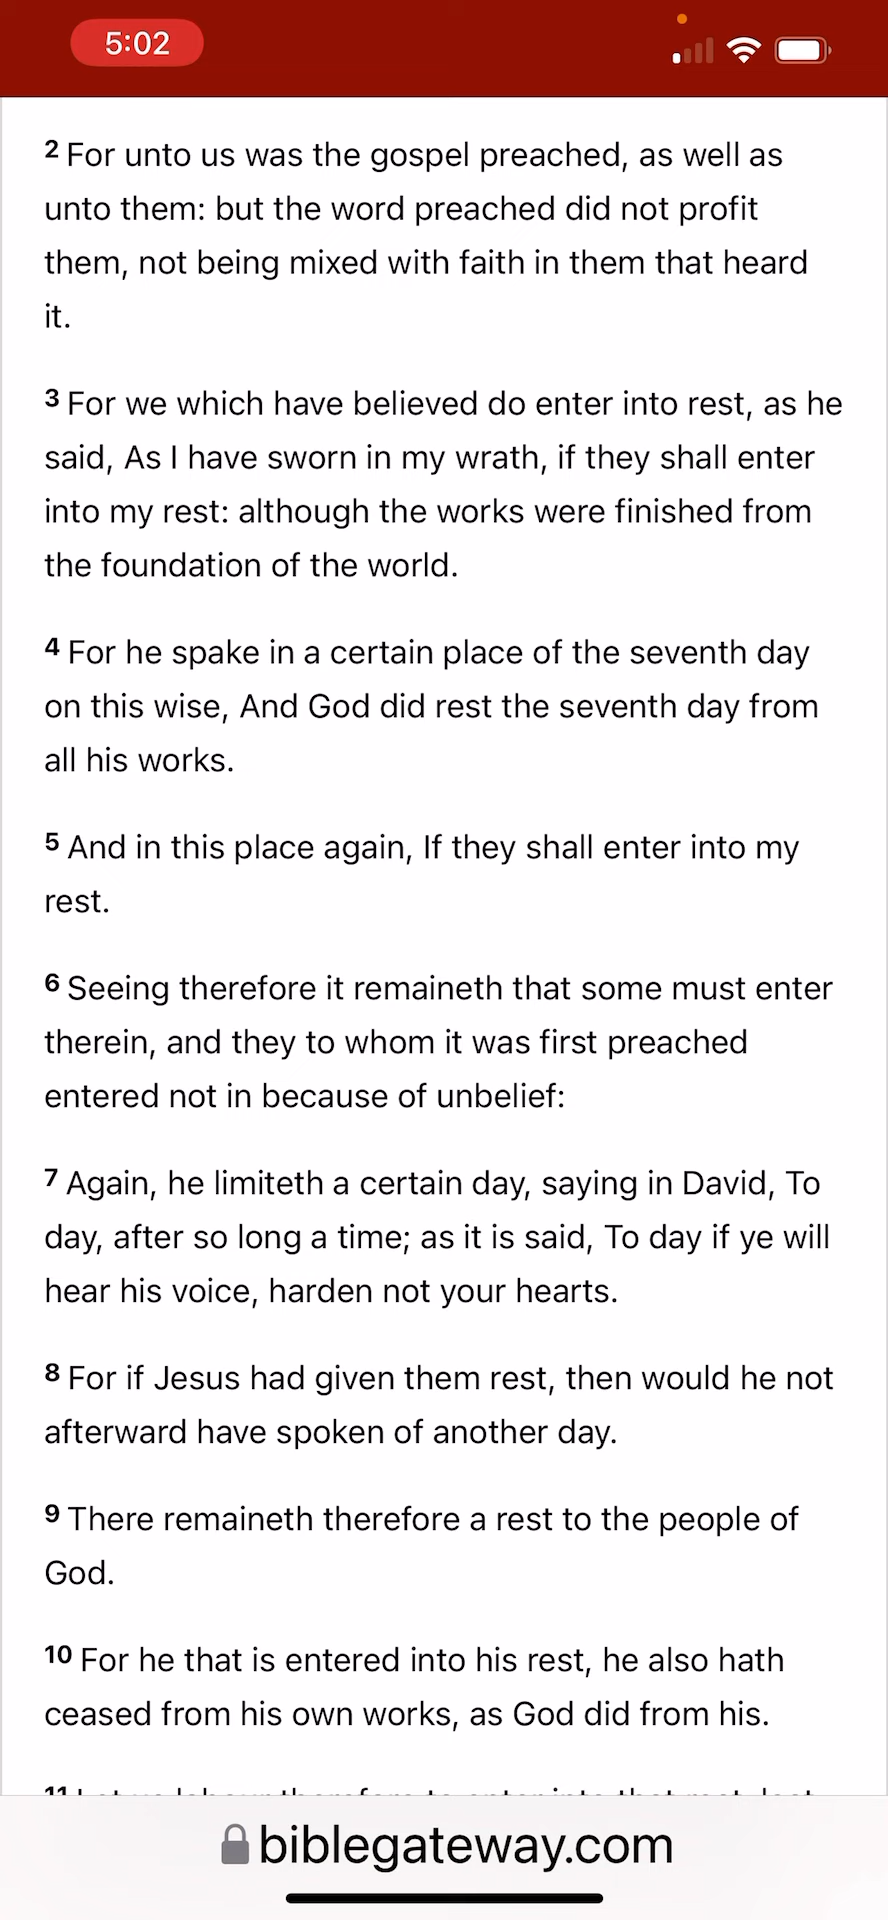 5:02
2 For unto us was the gospel preached, as well as
unto them: but the word preached did not profit
them, not being mixed with faith in them that heard
it.
3 For we which have believed do enter into rest, as he
said, As I have sworn in my wrath, if they shall enter
into my rest: although the works were finished from
the foundation of the world.
4 For he spake in a certain place of the seventh day
on this wise, And God did rest the seventh day from
all his works.
5 And in this place again, If they shall enter into my
rest.
6 Seeing therefore it remaineth that some must enter
therein, and they to whom it was first preached
entered not in because of unbelief:
7 Again, he limiteth a certain day, saying in David, To
day, after so long a time; as it is said, To day if ye will
hear his voice, harden not your hearts.
8 For if Jesus had given them rest, then would he not
afterward have spoken of another day.
9 There remaineth therefore a rest to the people of
God.
10 For he that is entered into his rest, he also hath
ceased from his own works, as God did from his.
biblegateway.com